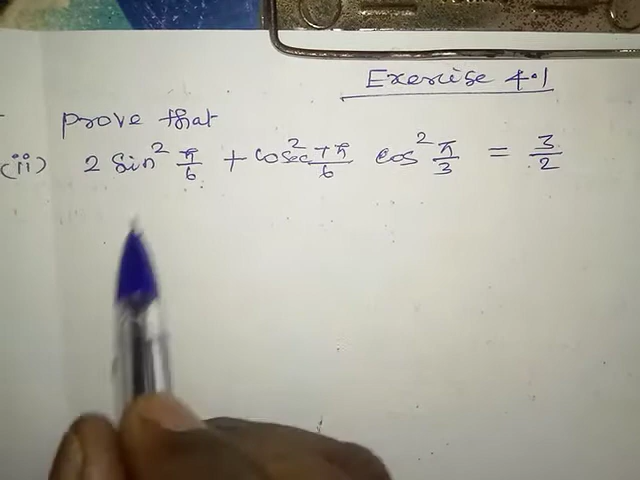 Exercise 4.1
Prove that
(ii) 2 Sin² π/6 + Cosec² 7π/6 cos² π/3 = 3/2